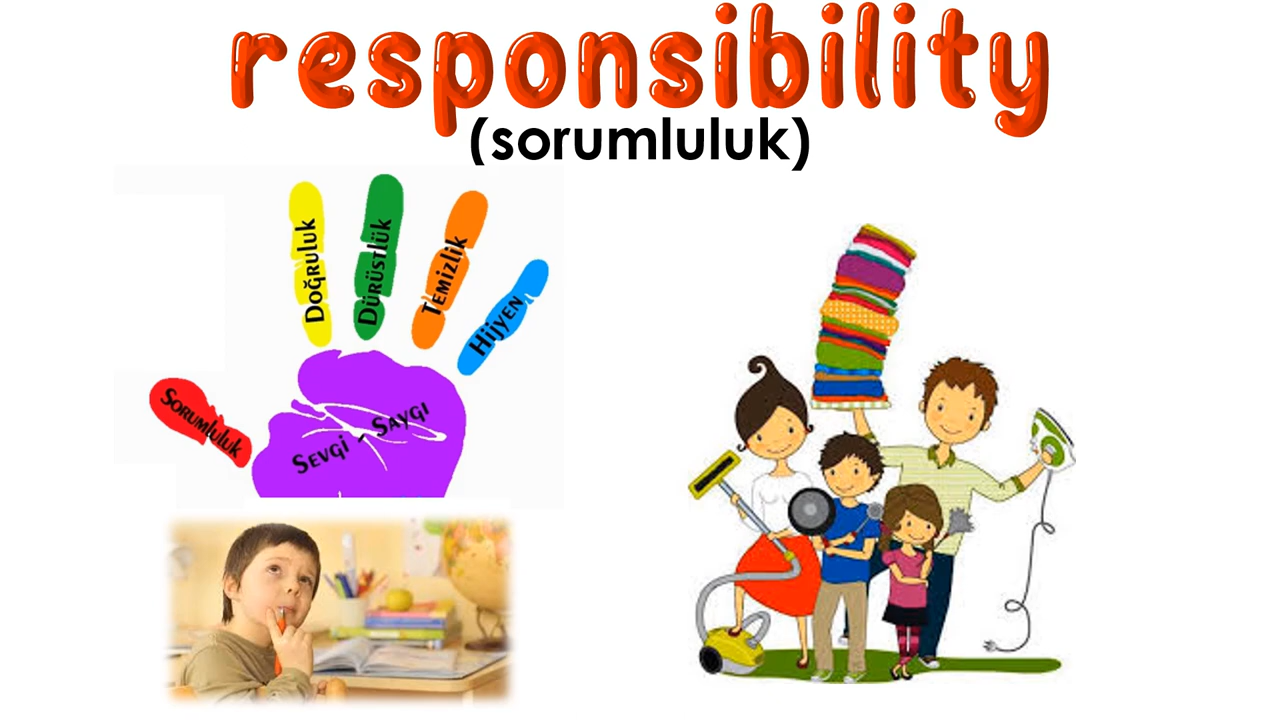 responsibility
(sorumluluk)
Doğruluk
Dürüstlük
Temizlik
Hijyen
Sorumluluk
Sevgi - Saygı